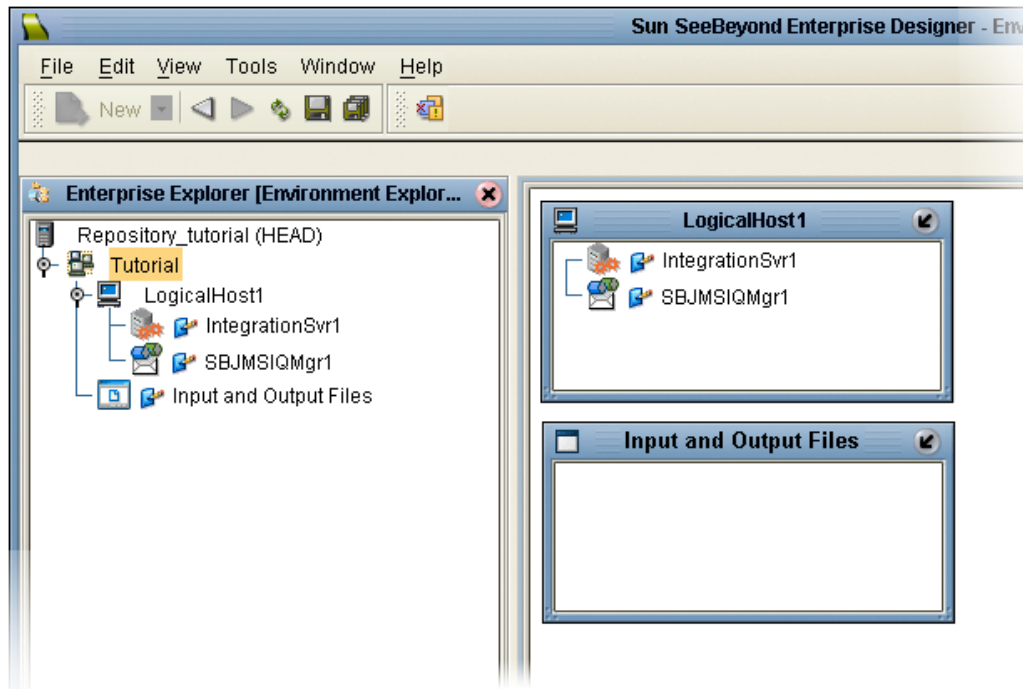 Sun SeeBeyond Enterprise Designer - Env
File Edit View Tools Window Help
New
Enterprise Explorer [Environment Explor...
Repository_tutorial (HEAD)
Tutorial
LogicalHost1
IntegrationSvr1
SBJMSIQMgr1
Input and Output Files
LogicalHost1
IntegrationSvr1
SBJMSIQMgr1
Input and Output Files